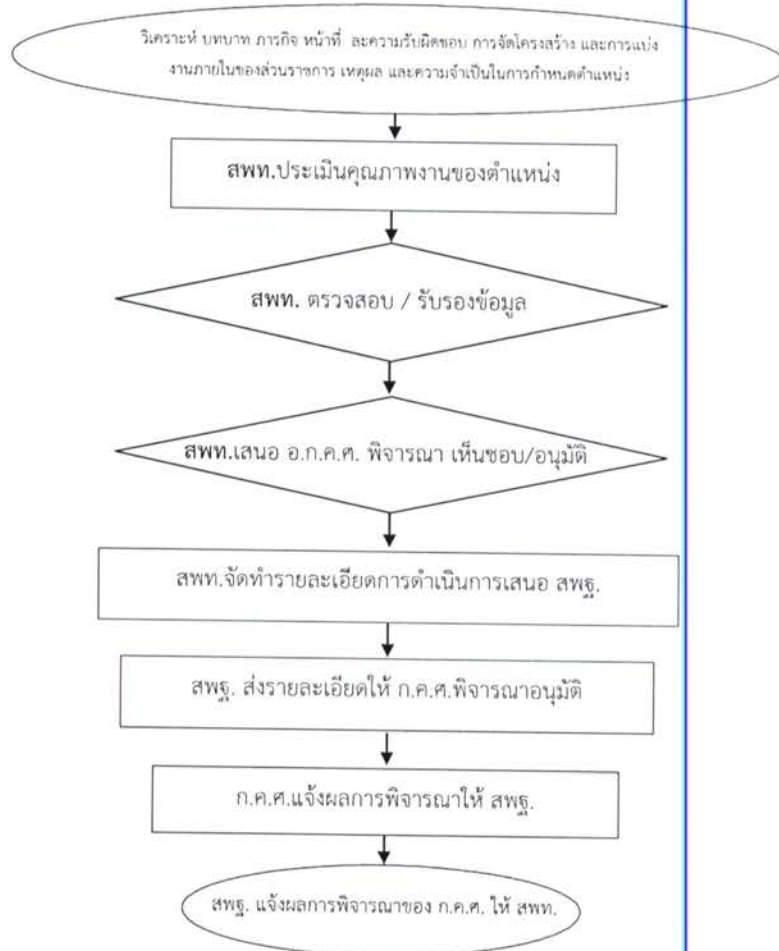 วิเคราะห์ บทบาท ภารกิจ หน้าที่ ละความรับผิดชอบ การจัดโครงสร้าง และการแบ่ง
งานภายในของส่วนราชการ เหตุผล และความจำเป็นในการกำหนดตำแหน่ง
สพท.ประเมินคุณภาพงานของตำแหน่ง
สพท. ตรวจสอบ / รับรองข้อมูล
สพท.เสนอ อ.ก.ค.ศ. พิจารณา เห็นชอบ/อนุมัติ
สพท.จัดทำรายละเอียดการดำเนินการเสนอ สพฐ.
สพฐ. ส่งรายละเอียดให้ ก.ค.ศ.พิจารณาอนุมัติ
ก.ค.ศ.แจ้งผลการพิจารณาให้ สพฐ.
สพฐ. แจ้งผลการพิจารณาของ ก.ค.ศ. ให้ สพท.